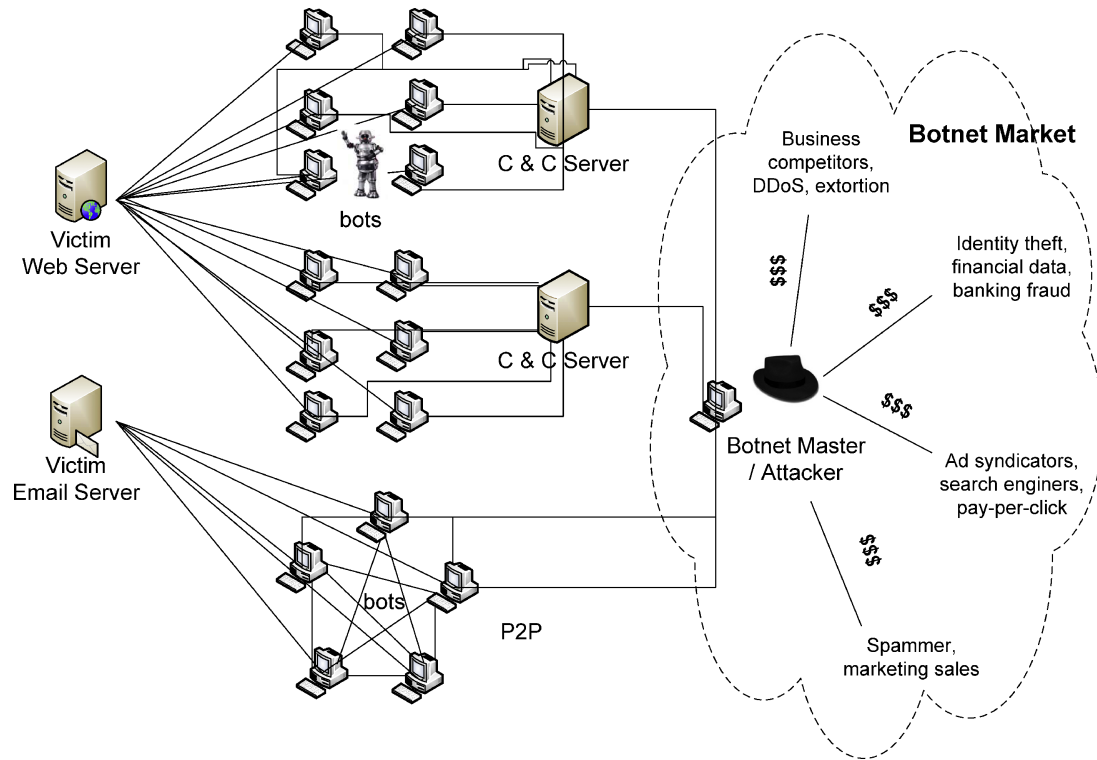 Botnet Market
Business
competitors,
DDoS, extortion
C & C Server
bots
Victim
Web Server
Identity theft,
financial data,
banking fraud
$$$
$$$
C & C Server
$$$
Botnet Master
/ Attacker
Victim
Email Server
Ad syndicators,
search enginers,
pay-per-click
$$$
bots
P2P
Spammer,
marketing sales